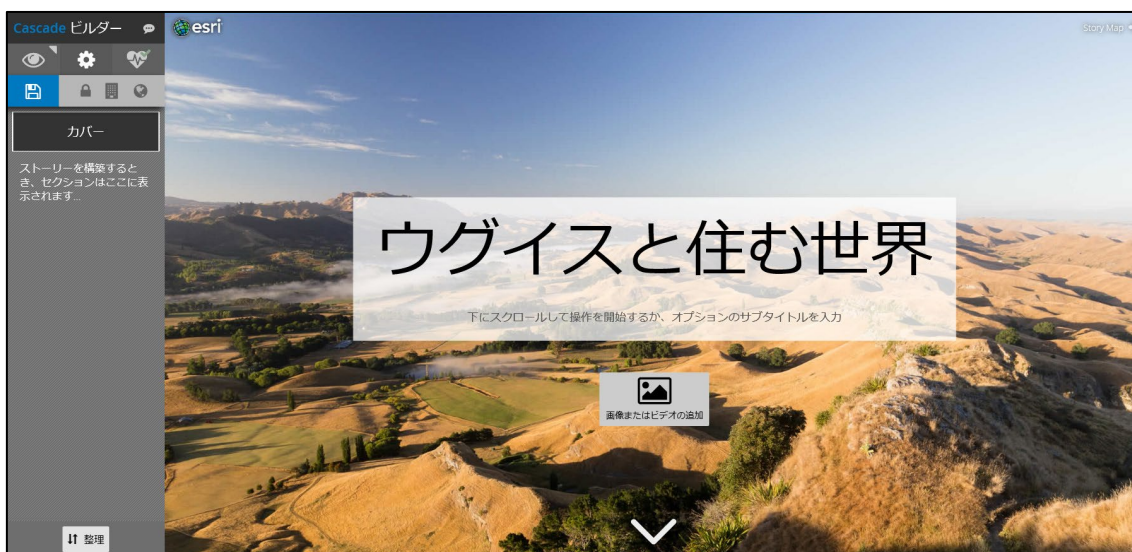 Cascade ビルダー
esri
Story Map
カバー
ストーリーを構築すると
き、セクションはここに表
示されます...
ウグイスと住む世界
下にスクロールして操作を開始するか、オプションのサブタイトルを入力
画像またはビデオの追加
整理